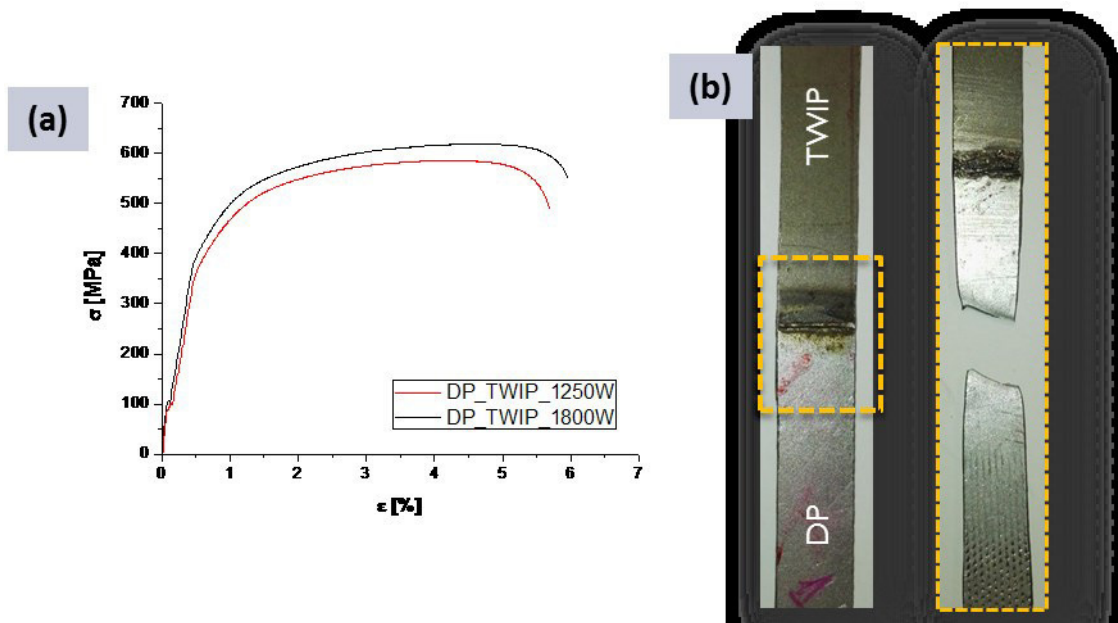 (a)
700
600
500
400
300
200
100
0
σ [MPa]
0 1 2 3 4 5 6 7
ε [%]
DP_TWIP_1250W
DP_TWIP_1800W
(b)
TWIP
DP